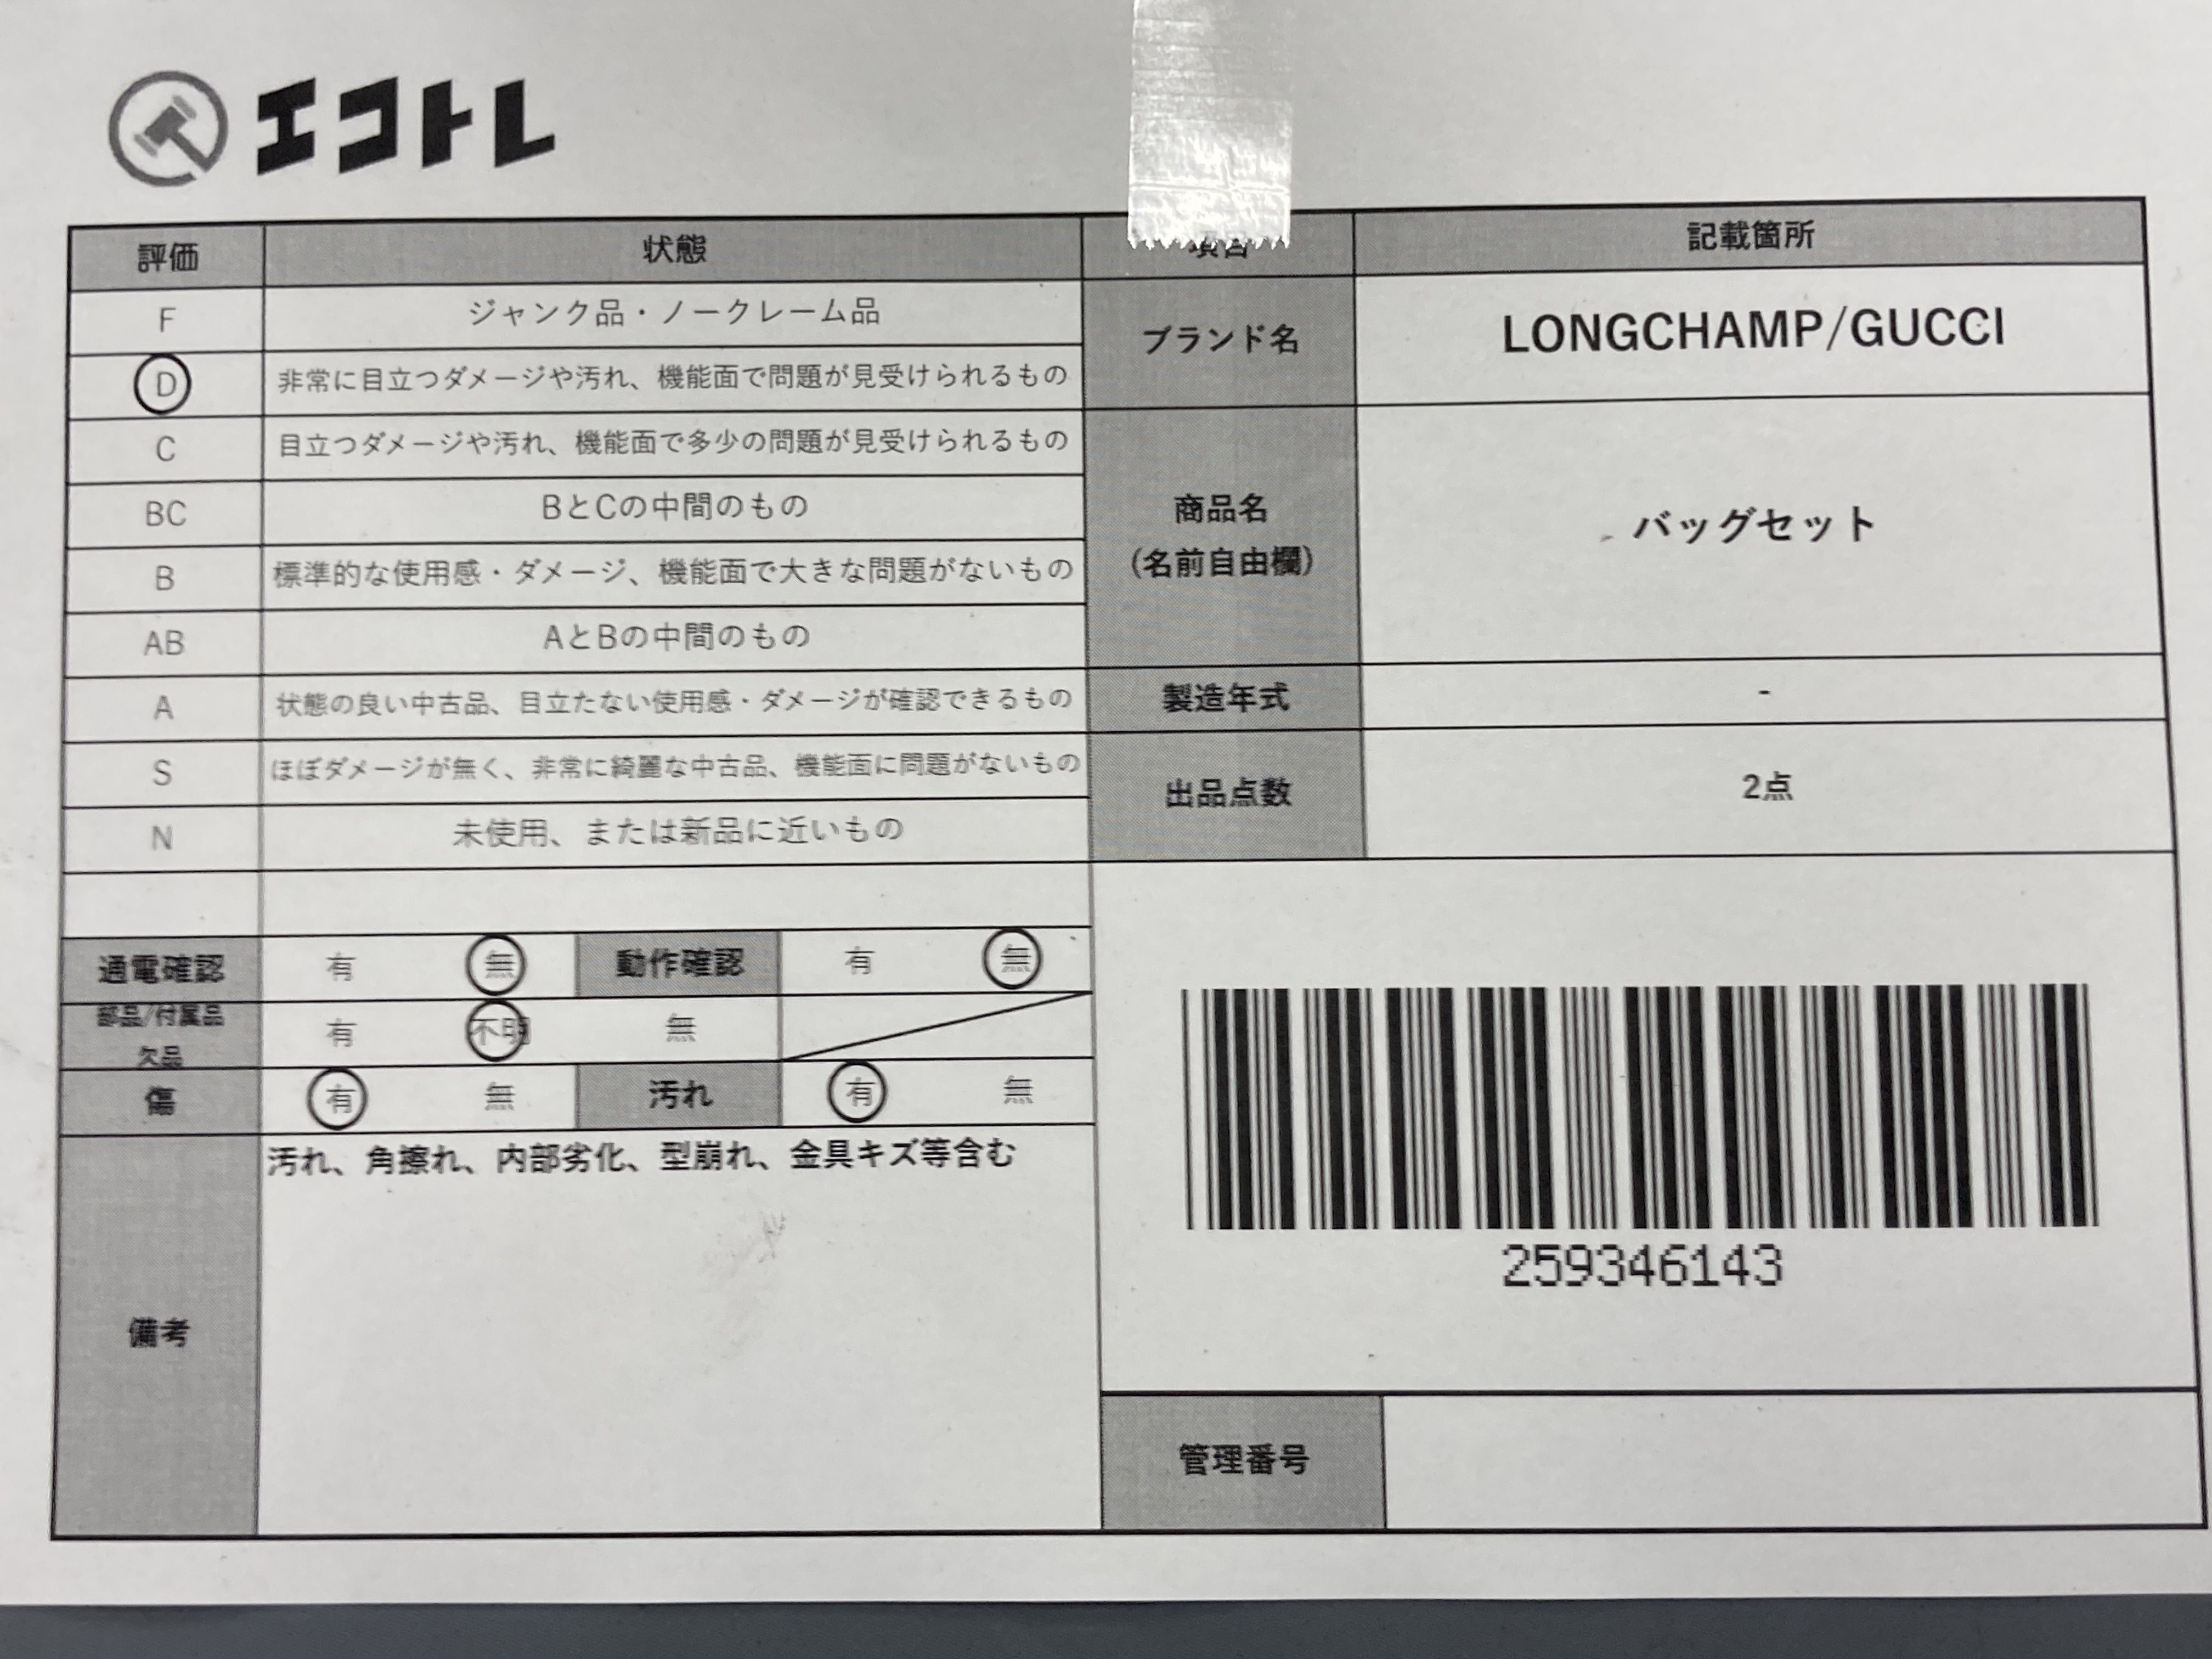 エコトレ
評価 状態 項目 記載箇所
F ジャンク品・ノークレーム品
D 非常に目立つダメージや汚れ、機能面で問題が見受けられるもの
C 目立つダメージや汚れ、機能面で多少の問題が見受けられるもの
BC BとCの中間のもの
B 標準的な使用感・ダメージ、機能面で大きな問題がないもの
AB AとBの中間のもの
A 状態の良い中古品、目立たない使用感・ダメージが確認できるもの
S ほぼダメージが無く、非常に綺麗な中古品、機能面に問題がないもの
N 未使用、または新品に近いもの
ブランド名 LONGCHAMP/GUCCI
商品名
(名前自由欄)
バッグセット
製造年式 -
出品点数 2点
通電確認 有 無 動作確認 有 無
部品/付属品
欠品
有 不明 無
傷 有 無 汚れ 有 無
備考
汚れ、角擦れ、内部劣化、型崩れ、金具キズ等含む
259346143
管理番号